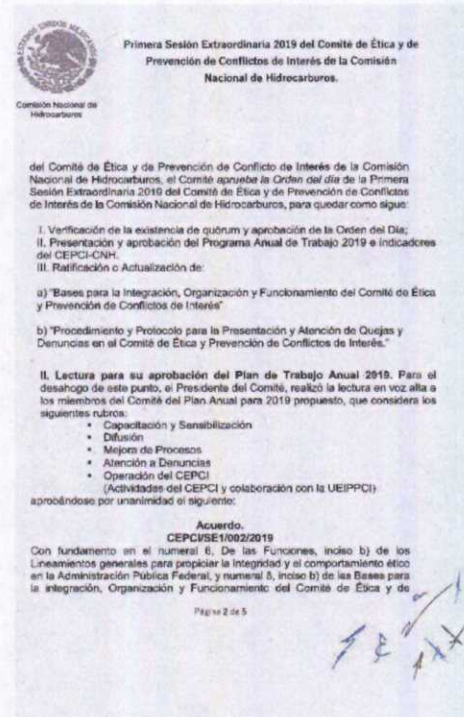 ESTADOS UNIDOS MEXICANOS
Comisión Nacional de
Hidrocarburos
Primera Sesión Extraordinaria 2019 del Comité de Ética y de
Prevención de Conflictos de Interés de la Comisión
Nacional de Hidrocarburos.
del Comité de Ética y de Prevención de Conflicto de Interés de la Comisión
Nacional de Hidrocarburos, el Comité aprueba la Orden del día de la Primera
Sesión Extraordinaria 2019 del Comité de Ética y de Prevención de Conflictos
de Interés de la Comisión Nacional de Hidrocarburos, para quedar como sigue:
I. Verificación de la existencia de quórum y aprobación de la Orden del Día;
II. Presentación y aprobación del Programa Anual de Trabajo 2019 e indicadores
del CEPCI-CNH.
III. Ratificación o Actualización de:
a) "Bases para la Integración, Organización y Funcionamiento del Comité de Ética
y Prevención de Conflictos de Interés"
b) "Procedimiento y Protocolo para la Presentación y Atención de Quejas y
Denuncias en el Comité de Ética y Prevención de Conflictos de Interés."
II. Lectura para su aprobación del Plan de Trabajo Anual 2019. Para el
desahogo de este punto, el Presidente del Comité, realizó la lectura en voz alta a
los miembros del Comité del Plan Anual para 2019 propuesto, que considera los
siguientes rubros:
• Capacitación y Sensibilización
• Difusión
• Mejora de Procesos
• Atención a Denuncias
• Operación del CEPCI
(Actividades del CEPCI y colaboración con la UEIPPCI)
aprobándose por unanimidad el siguiente:
Acuerdo.
CEPCI/SE1/002/2019
Con fundamento en el numeral 6, De las Funciones, inciso b) de los
Lineamientos generales para propiciar la integridad y el comportamiento ético
en la Administración Pública Federal, y numeral 5, inciso b) de las Bases para
la integración, Organización y Funcionamiento del Comité de Ética y de
Página 2 de 5